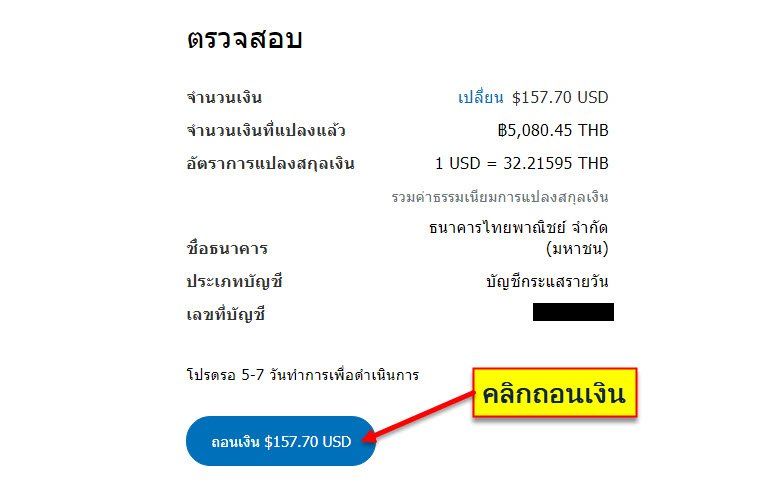 ตรวจสอบ
จำนวนเงิน เปลี่ยน $157.70 USD
จำนวนเงินที่แปลงแล้ว ฿5,080.45 THB
อัตราการแปลงสกุลเงิน 1 USD = 32.21595 THB
รวมค่าธรรมเนียมการแปลงสกุลเงิน
ธนาคารไทยพาณิชย์ จำกัด
ชื่อธนาคาร (มหาชน)
ประเภทบัญชี บัญชีกระแสรายวัน
เลขที่บัญชี
โปรดรอ 5-7 วันทำการเพื่อดำเนินการ
คลิกถอนเงิน
ถอนเงิน $157.70 USD